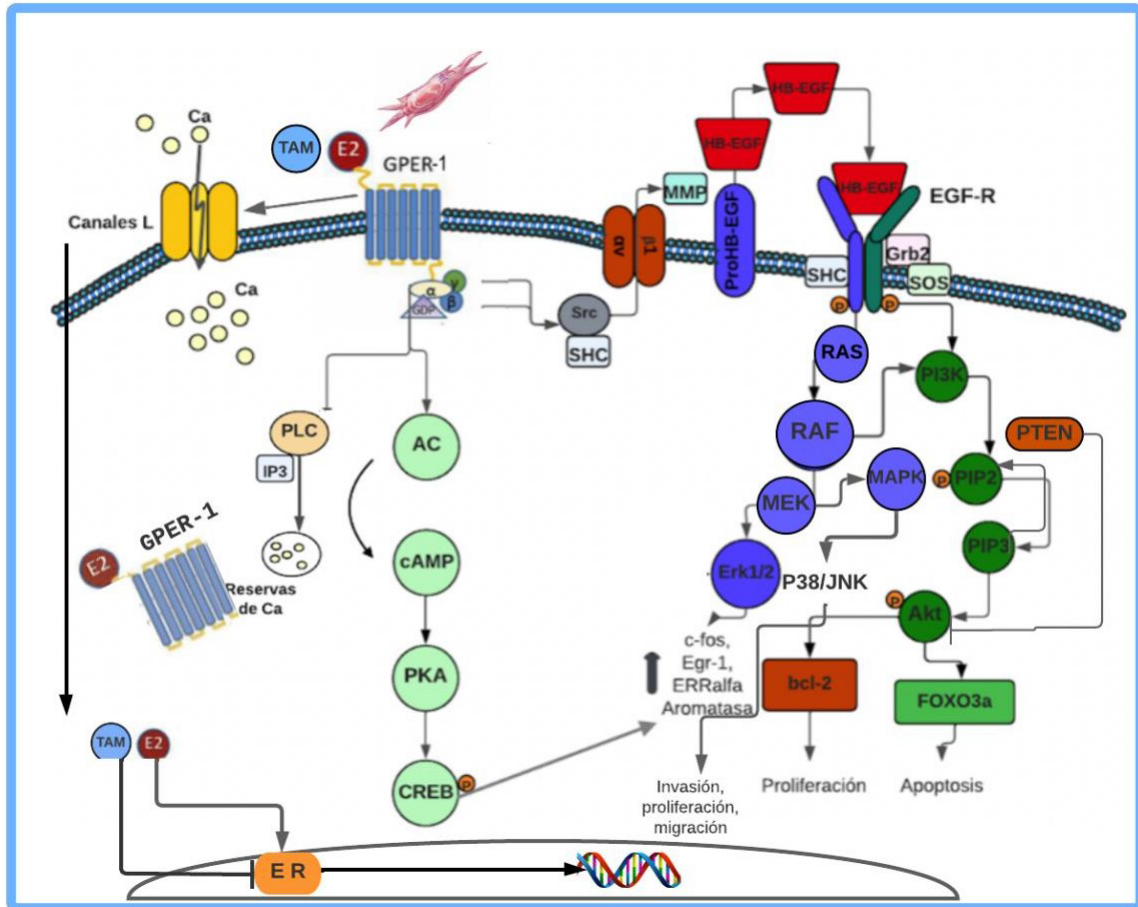 Ca
TAM
E2
GPER-1
Canales L
MMP
HB-EGF
HB-EGF
HB-EGF
EGF-R
ProHB-EGF
αv
β1
Grb2
SHC
SOS
P
P
α
γ
β
GDP
Ca
Src
SHC
RAS
PI3K
RAF
PTEN
PLC
IP3
AC
MEK
MAPK
P
PIP2
PIP3
GPER-1
E2
Reservas
de Ca
cAMP
Erk1/2
P38/JNK
P
Akt
c-fos,
Egr-1,
ERRalfa
Aromatasa
PKA
bcl-2
FOXO3a
TAM
E2
CREB
P
Invasión,
proliferación,
migración
Proliferación
Apoptosis
E R